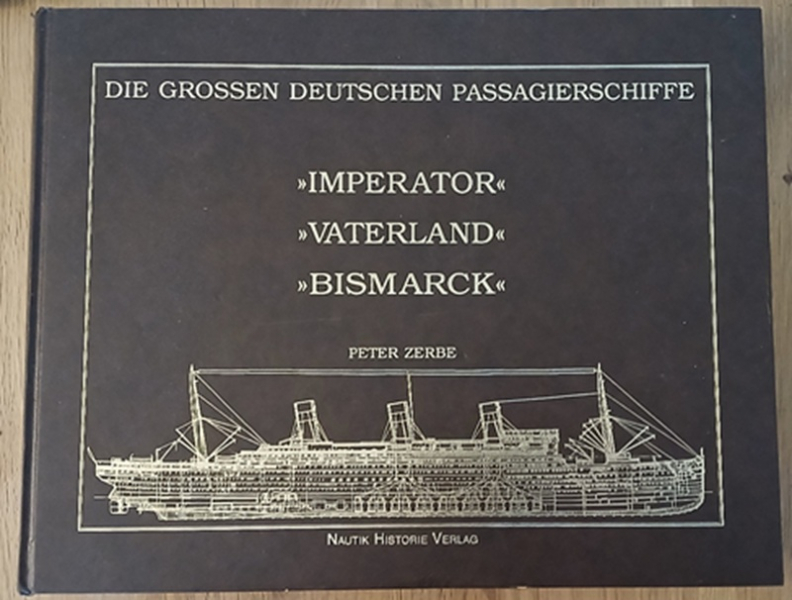 DIE GROSSEN DEUTSCHEN PASSAGIERSCHIFFE
»IMPERATOR«
»VATERLAND«
»BISMARCK«
PETER ZERBE
NAUTIK HISTORIE VERLAG